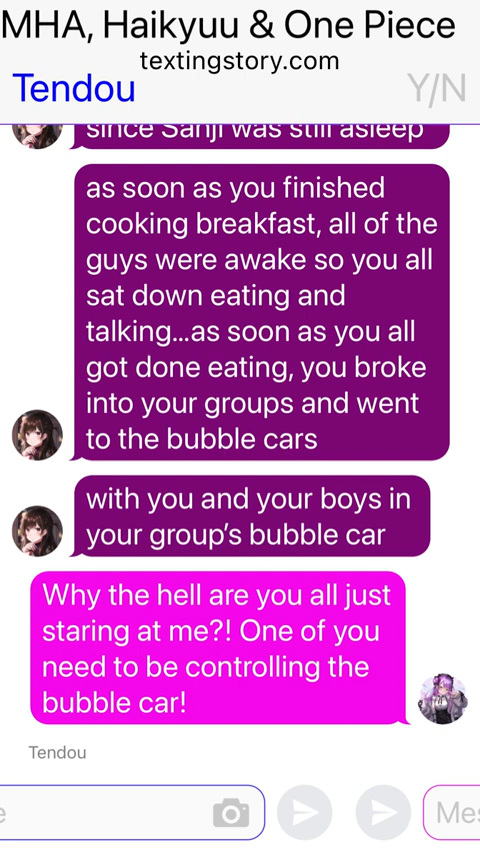 MHA, Haikyuu & One Piece
textingstory.com
Tendou
Y/N
since Sanji was still asleep
as soon as you finished
cooking breakfast, all of the
guys were awake so you all
sat down eating and
talking...as soon as you all
got done eating, you broke
into your groups and went
to the bubble cars
with you and your boys in
your group's bubble car
Why the hell are you all just
staring at me?! One of you
need to be controlling the
bubble car!
Tendou
e
Mes